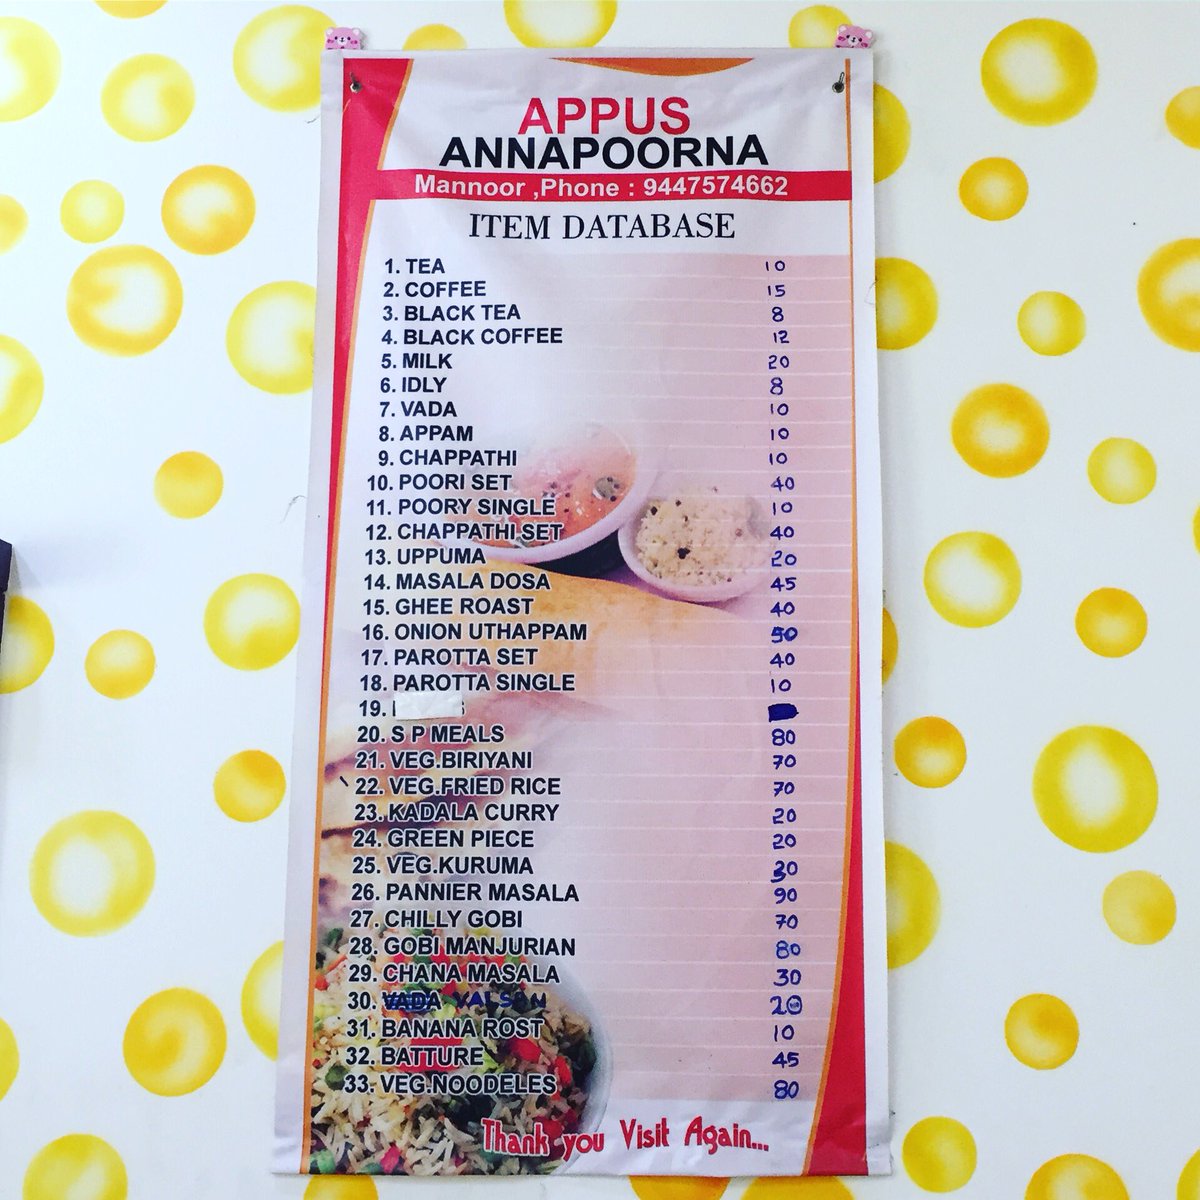 APPUS
ANNAPOORNA
Mannoor ,Phone : 9447574662
ITEM DATABASE
1. TEA 10
2. COFFEE 15
3. BLACK TEA 8
4. BLACK COFFEE 12
5. MILK 20
6. IDLY 8
7. VADA 10
8. APPAM 10
9. CHAPPATHI 10
10. POORI SET 40
11. POORY SINGLE 10
12. CHAPPATHI SET 40
13. UPPUMA 20
14. MASALA DOSA 45
15. GHEE ROAST 40
16. ONION UTHAPPAM 50
17. PAROTTA SET 40
18. PAROTTA SINGLE 10
19.
20. S P MEALS 80
21. VEG.BIRIYANI 70
22. VEG.FRIED RICE 70
23. KADALA CURRY 20
24. GREEN PIECE 20
25. VEG.KURUMA 30
26. PANNIER MASALA 90
27. CHILLY GOBI 70
28. GOBI MANJURIAN 80
29. CHANA MASALA 30
30. VADA 20
31. BANANA ROST 10
32. BATTURE 45
33. VEG.NOODELES 80
Thank you Visit Again...